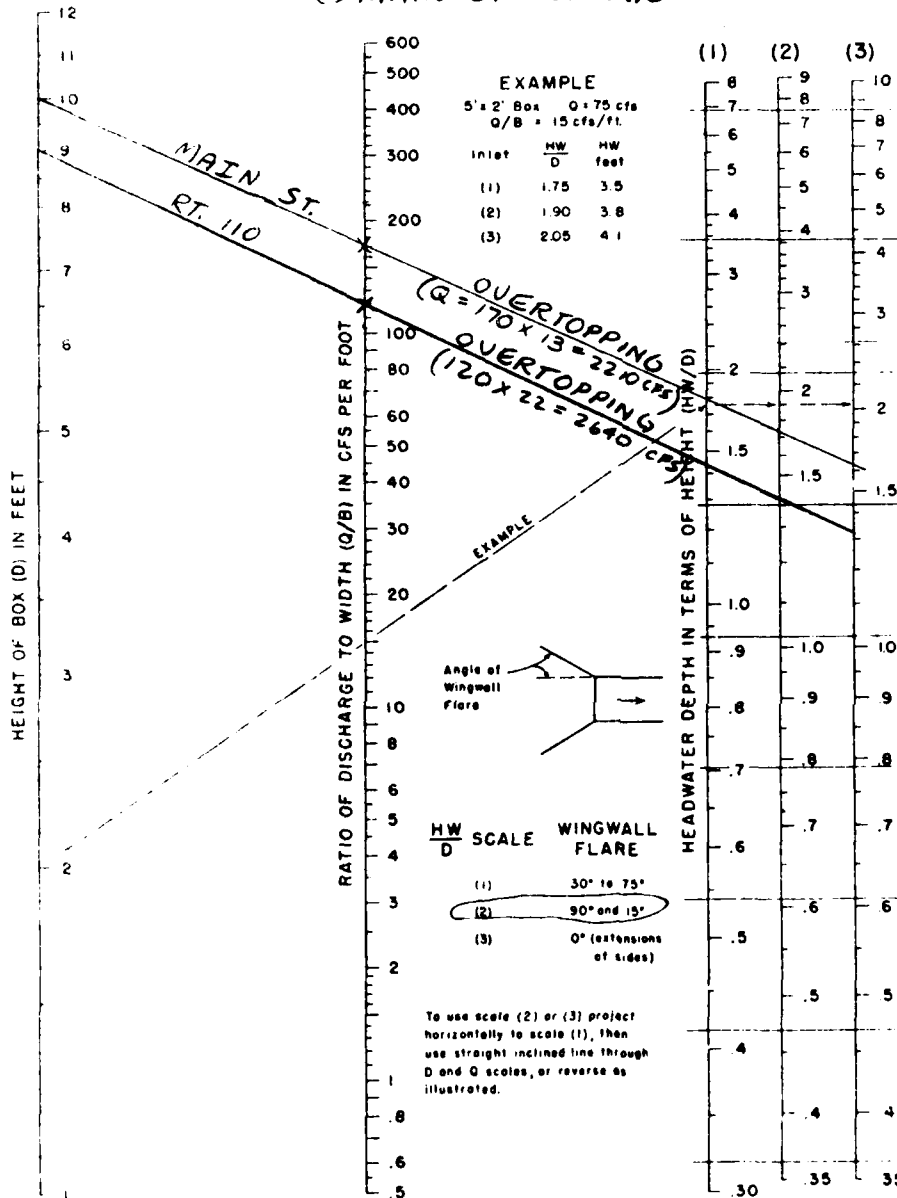 (1) (2) (3)
12
11
10
9
8
7
6
5
4
3
2
1
HEIGHT OF BOX (D) IN FEET
600
500
400
300
200
100
80
60
50
40
30
20
10
8
6
5
4
3
2
1
.8
.6
.5
RATIO OF DISCHARGE TO WIDTH (Q/B) IN CFS PER FOOT
EXAMPLE
5' x 2' Box Q = 75 cfs
Q/B = 15 cfs/ft.
Inlet HW/D HW feet
(1) 1.75 3.5
(2) 1.90 3.8
(3) 2.05 4.1
MAIN ST.
RT. 110
OVERTOPPING
(Q = 170 x 13 = 2210 CFS)
OVERTOPPING
(120 x 22 = 2640 CFS)
EXAMPLE
Angle of
Wingwall
Flare
HW/D SCALE WINGWALL
FLARE
(1) 30° to 75°
(2) 90° and 15°
(3) 0° (extensions
of sides)
To use scale (2) or (3) project
horizontally to scale (1), then
use straight inclined line through
D and Q scales, or reverse as
illustrated.
HEADWATER DEPTH IN TERMS OF HEIGHT (HW/D)
8
7
6
5
4
3
2
1.5
1.0
.9
.8
.7
.6
.5
.4
.30
9
8
7
6
5
4
3
2
1.5
1.0
.9
.8
.7
.6
.5
.4
.35
10
8
7
6
5
4
3
2
1.5
1.0
.9
.8
.7
.6
.5